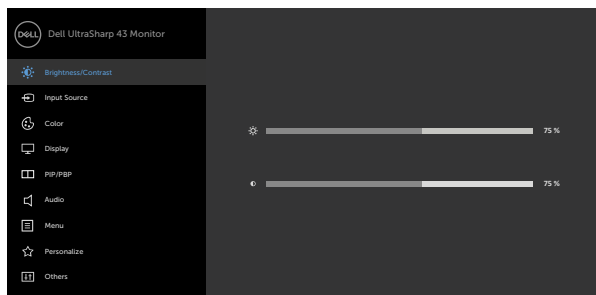 DELL Dell UltraSharp 43 Monitor
Brightness/Contrast
Input Source
Color
75 %
Display
PIP/PBP
75 %
Audio
Menu
Personalize
Others